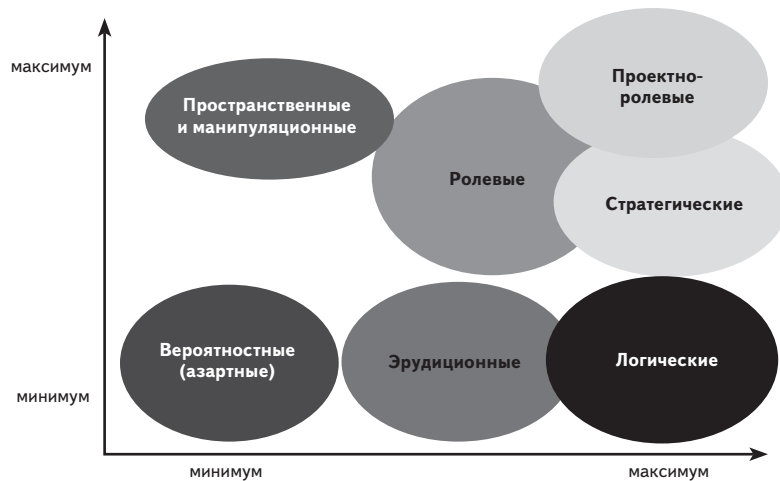 максимум
Пространственные
и манипуляционные
Проектно-
ролевые
Ролевые
Стратегические
Вероятностные
(азартные)
Эрудиционные
Логические
минимум
минимум
максимум